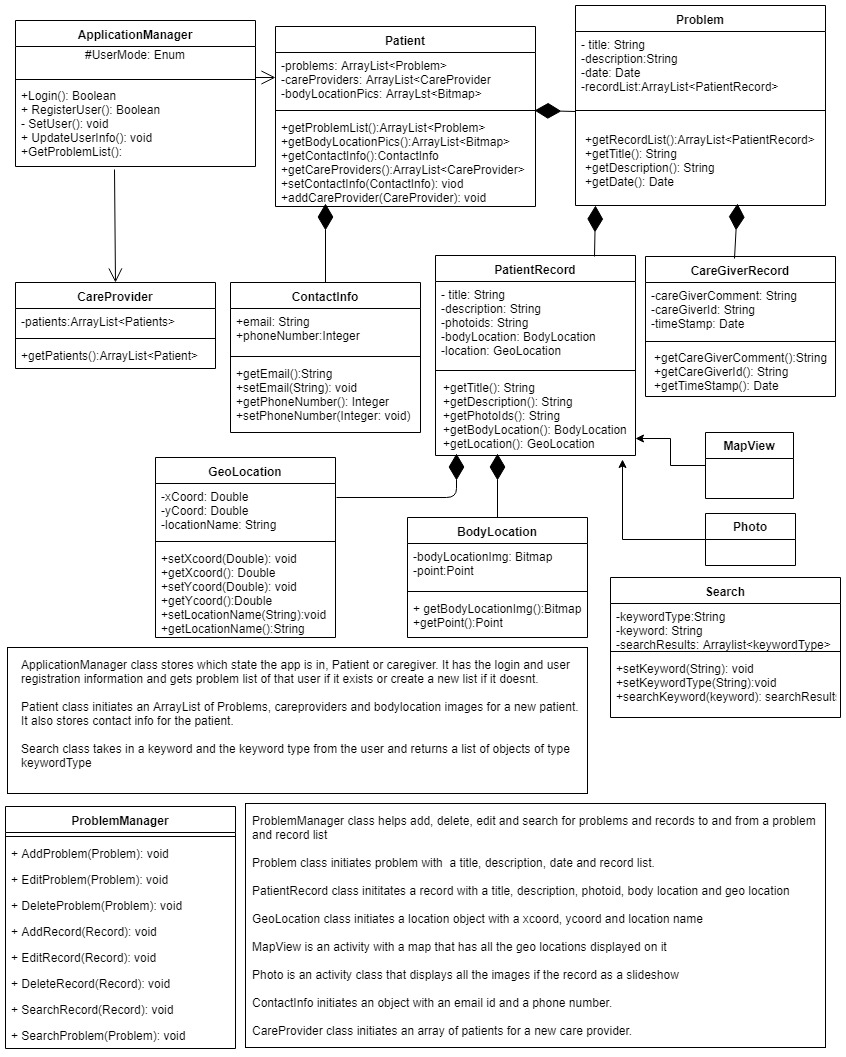 ApplicationManager
#UserMode: Enum
+Login(): Boolean
+ RegisterUser(): Boolean
- SetUser(): void
+ UpdateUserInfo(): void
+GetProblemList():
Patient
-problems: ArrayList<Problem>
-careProviders: ArrayList<CareProvider
-bodyLocationPics: ArrayLst<Bitmap>
+getProblemList():ArrayList<Problem>
+getBodyLocationPics():ArrayList<Bitmap>
+getContactInfo():ContactInfo
+getCareProviders():ArrayList<CareProvider>
+setContactInfo(ContactInfo): viod
+addCareProvider(CareProvider): void
Problem
- title: String
-description:String
-date: Date
-recordList:ArrayList<PatientRecord>
+getRecordList():ArrayList<PatientRecord>
+getTitle(): String
+getDescription(): String
+getDate(): Date
CareProvider
-patients:ArrayList<Patients>
+getPatients():ArrayList<Patient>
ContactInfo
+email: String
+phoneNumber:Integer
+getEmail():String
+setEmail(String): void
+getPhoneNumber(): Integer
+setPhoneNumber(Integer: void)
PatientRecord
- title: String
-description: String
-photoids: String
-bodyLocation: BodyLocation
-location: GeoLocation
+getTitle(): String
+getDescription(): String
+getPhotoIds(): String
+getBodyLocation(): BodyLocation
+getLocation(): GeoLocation
CareGiverRecord
-careGiverComment: String
-careGiverId: String
-timeStamp: Date
+getCareGiverComment():String
+getCareGiverId(): String
+getTimeStamp(): Date
MapView
Photo
GeoLocation
-xCoord: Double
-yCoord: Double
-locationName: String
+setXcoord(Double): void
+getXcoord(): Double
+setYcoord(Double): void
+getYcoord():Double
+setLocationName(String):void
+getLocationName():String
BodyLocation
-bodyLocationImg: Bitmap
-point:Point
+ getBodyLocationImg():Bitmap
+getPoint():Point
Search
-keywordType:String
-keyword: String
-searchResults: Arraylist<keywordType>
+setKeyword(String): void
+setKeywordType(String):void
+searchKeyword(keyword): searchResult
ApplicationManager class stores which state the app is in, Patient or caregiver. It has the login and user
registration information and gets problem list of that user if it exists or create a new list if it doesnt.
Patient class initiates an ArrayList of Problems, careproviders and bodylocation images for a new patient.
It also stores contact info for the patient.
Search class takes in a keyword and the keyword type from the user and returns a list of objects of type
keywordType
ProblemManager
+ AddProblem(Problem): void
+ EditProblem(Problem): void
+ DeleteProblem(Problem): void
+ AddRecord(Record): void
+ EditRecord(Record): void
+ DeleteRecord(Record): void
+ SearchRecord(Record): void
+ SearchProblem(Problem): void
ProblemManager class helps add, delete, edit and search for problems and records to and from a problem
and record list
Problem class initiates problem with  a title, description, date and record list.
PatientRecord class inititates a record with a title, description, photoid, body location and geo location
GeoLocation class initiates a location object with a xcoord, ycoord and location name
MapView is an activity with a map that has all the geo locations displayed on it
Photo is an activity class that displays all the images if the record as a slideshow
ContactInfo initiates an object with an email id and a phone number.
CareProvider class initiates an array of patients for a new care provider.